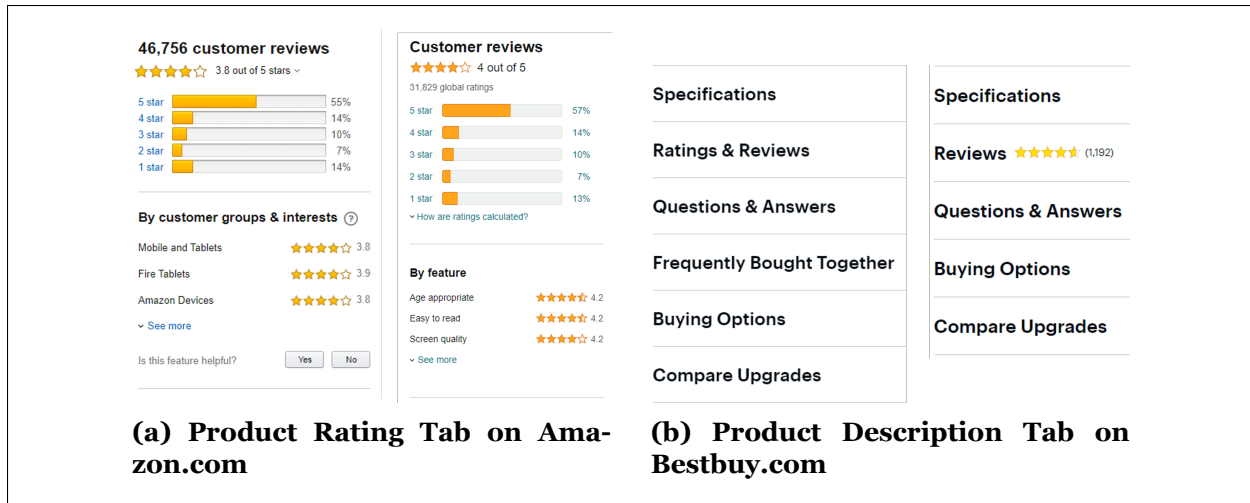 46,756 customer reviews
3.8 out of 5 stars
5 star 55%
4 star 14%
3 star 10%
2 star 7%
1 star 14%
By customer groups & interests ?
Mobile and Tablets 3.8
Fire Tablets 3.9
Amazon Devices 3.8
See more
Is this feature helpful? Yes No
Customer reviews
4 out of 5
31,829 global ratings
5 star 57%
4 star 14%
3 star 10%
2 star 7%
1 star 13%
How are ratings calculated?
By feature
Age appropriate 4.2
Easy to read 4.2
Screen quality 4.2
See more
(a) Product Rating Tab on Ama-
zon.com
Specifications
Ratings & Reviews
Questions & Answers
Frequently Bought Together
Buying Options
Compare Upgrades
Specifications
Reviews (1,192)
Questions & Answers
Buying Options
Compare Upgrades
(b) Product Description Tab on
Bestbuy.com